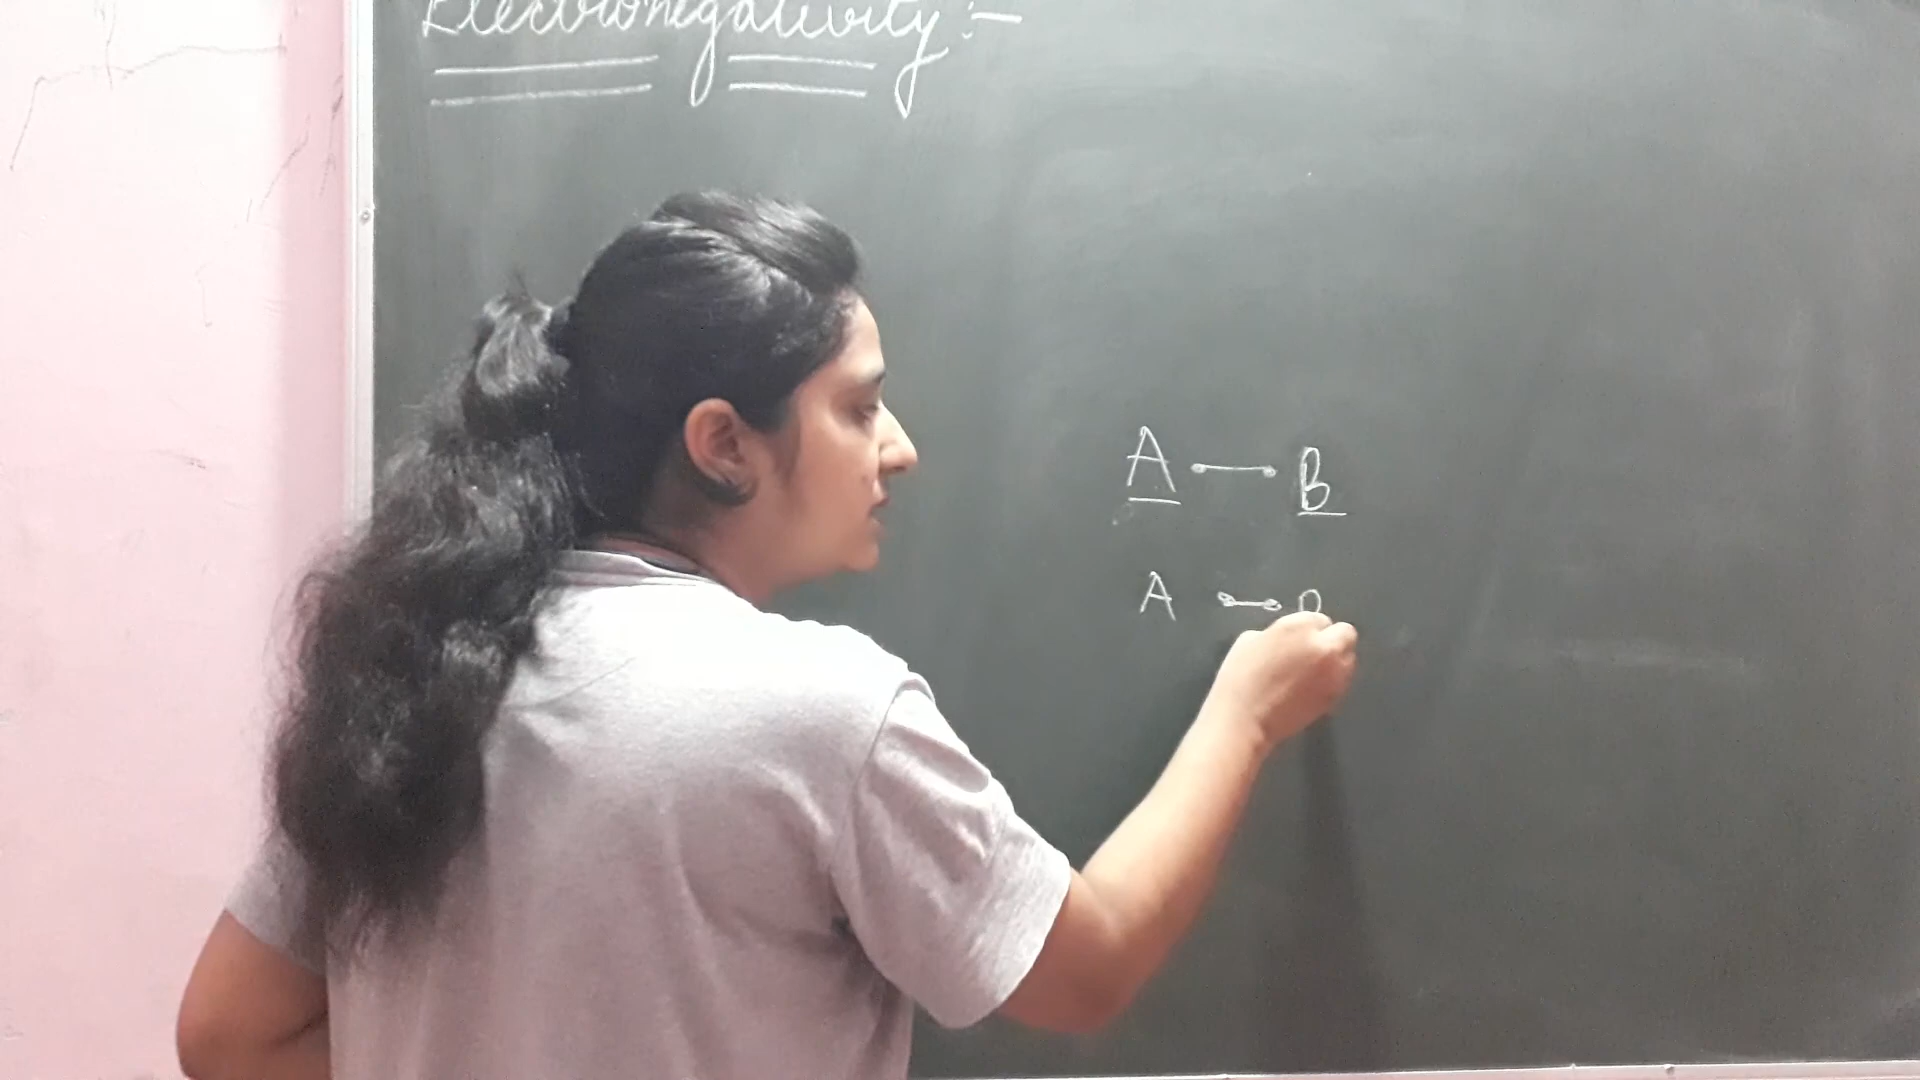 Electronegativity :-
A — B
A —